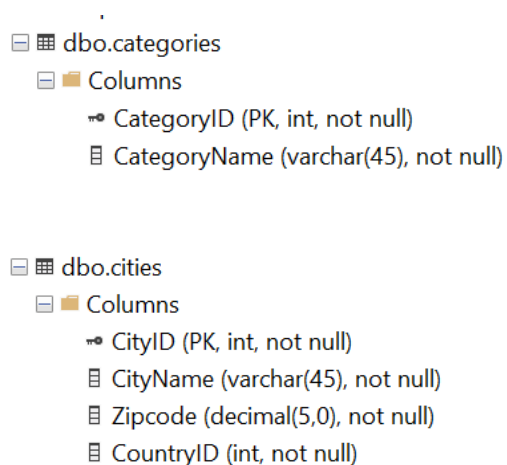 dbo.categories
Columns
CategoryID (PK, int, not null)
CategoryName (varchar(45), not null)
dbo.cities
Columns
CityID (PK, int, not null)
CityName (varchar(45), not null)
Zipcode (decimal(5,0), not null)
CountryID (int, not null)